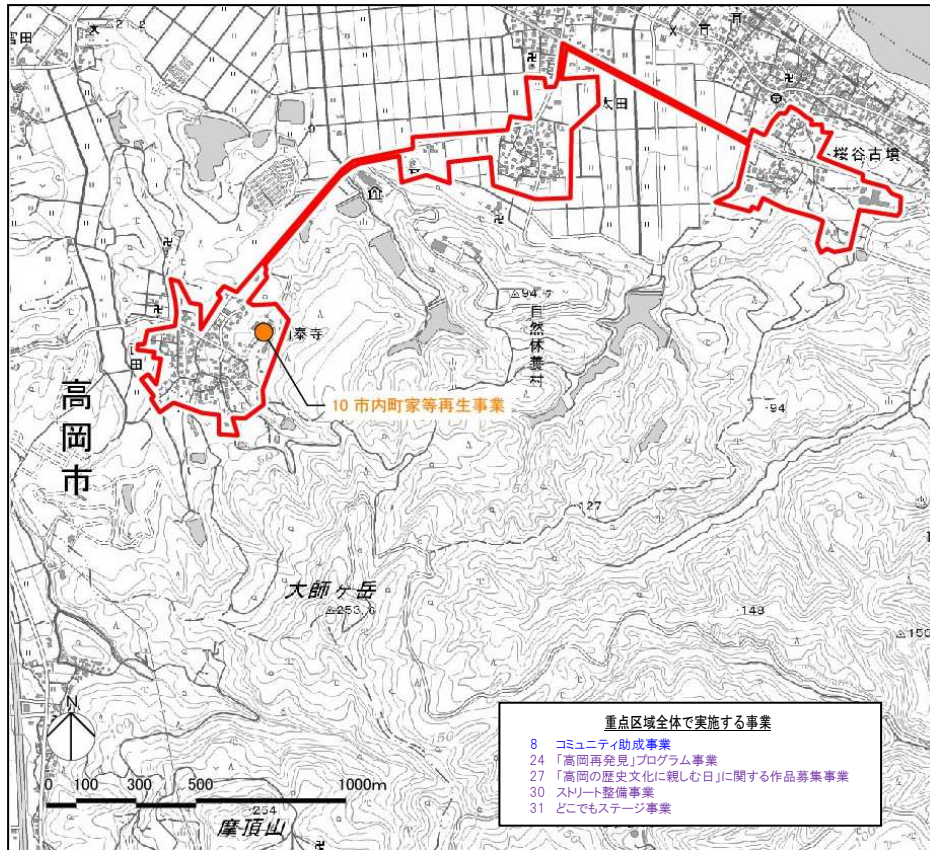 宮田
太田
桜谷古墳
長
94.
自然休養村
泰寺
田
10 市内町家等再生事業
高岡市
94
127
大師ヶ岳
253.6
148
150
N
0 100 300 500 1000m
254
摩頂山
重点区域全体で実施する事業
8 コミュニティ助成事業
24 「高岡再発見」プログラム事業
27 「高岡の歴史文化に親しむ日」に関する作品募集事業
30 ストリート整備事業
31 どこでもステージ事業